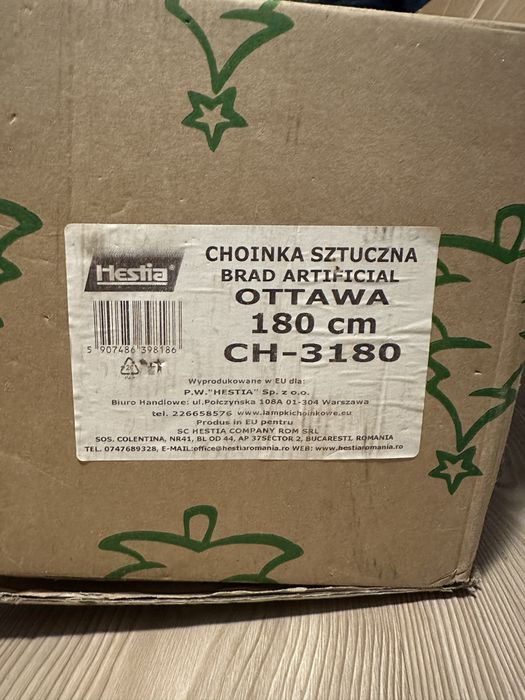 Hestia®
CHOINKA SZTUCZNA
BRAD ARTIFICIAL
OTTAWA
180 cm
CH-3180
5 907486 398186
Wyprodukowane w EU dla:
P.W."HESTIA" Sp. z o.o.
Biuro Handlowe: ul.Połczynska 108A 01-304 Warszawa
tel. 226658576 www.lampkichoinkowe.eu
Produs in EU pentru
SC HESTIA COMPANY ROM SRL
SOS. COLENTINA, NR41, BL OD 44, AP 37SECTOR 2, BUCARESTI, ROMANIA
TEL. 0747689328, E-MAIL:office@hestiaromania.ro WEB: www.hestiaromania.ro